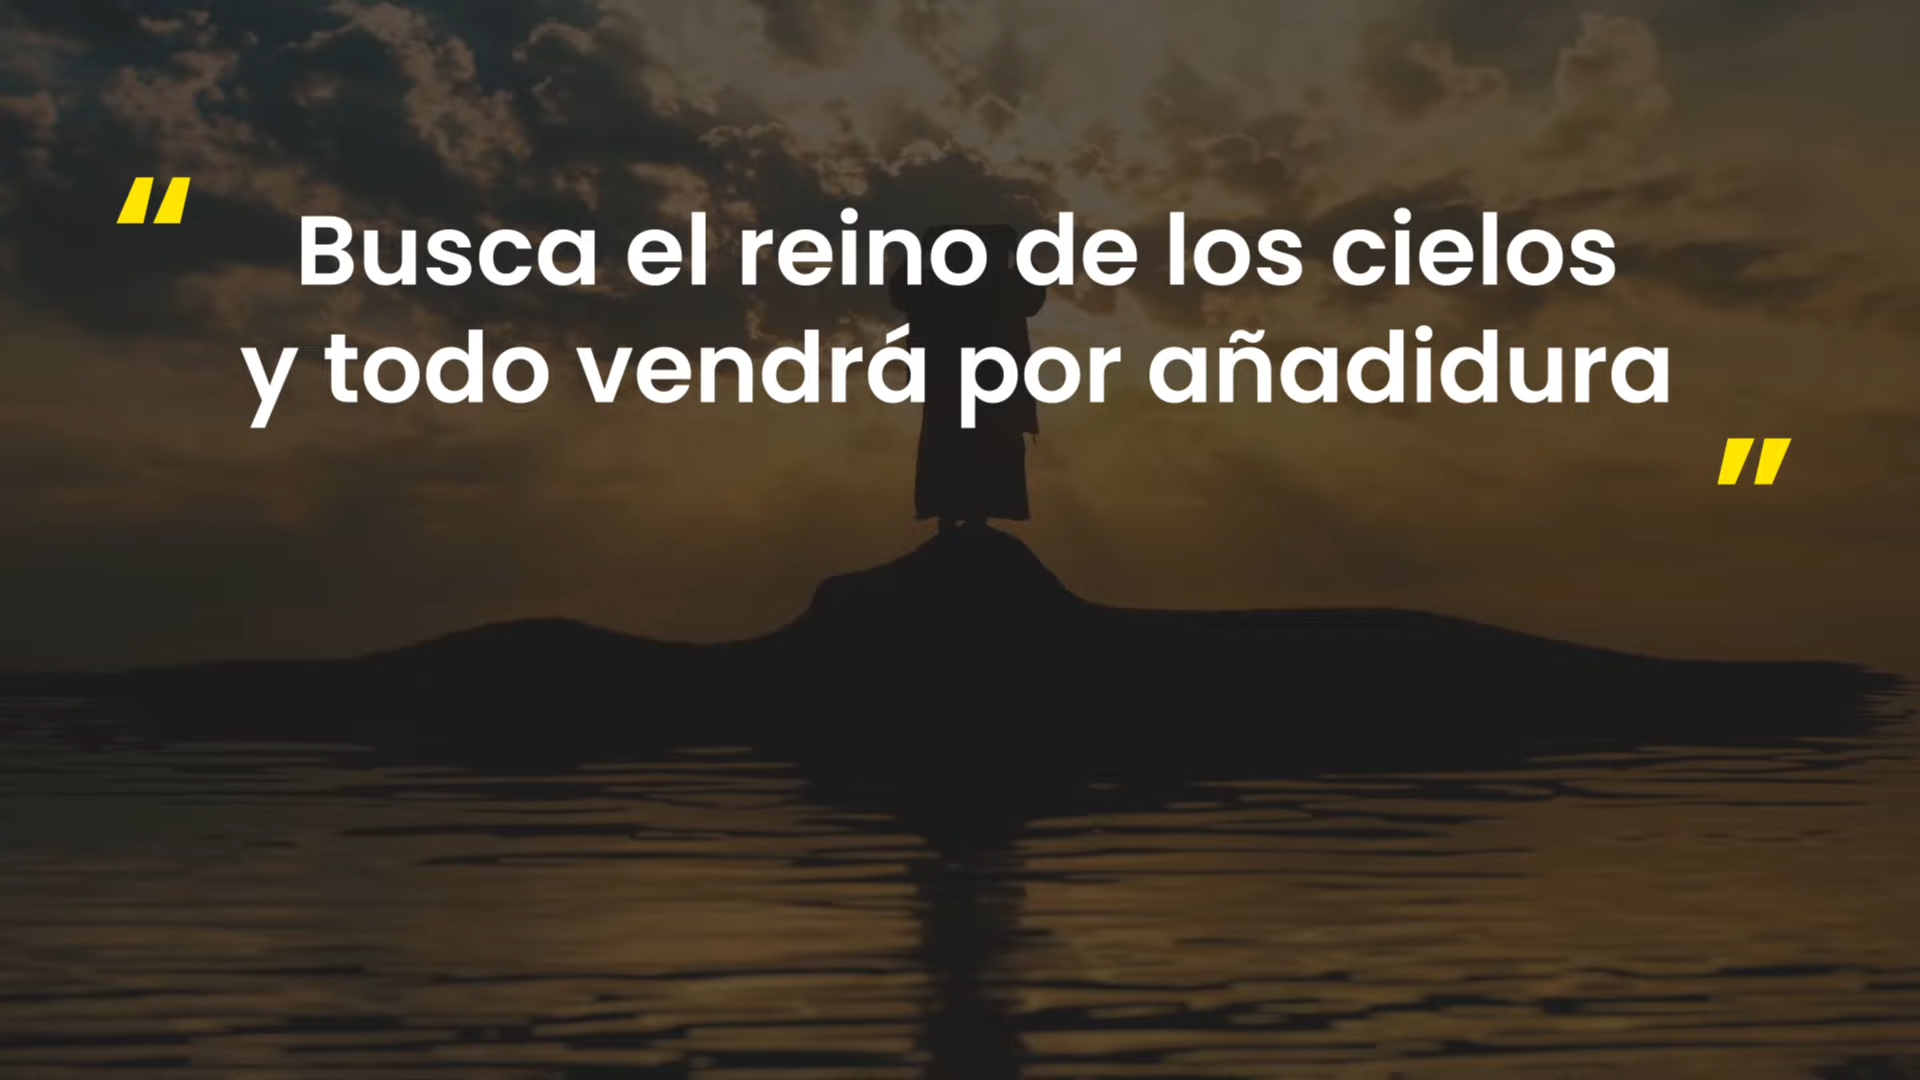 “ Busca el reino de los cielos
y todo vendrá por añadidura ”